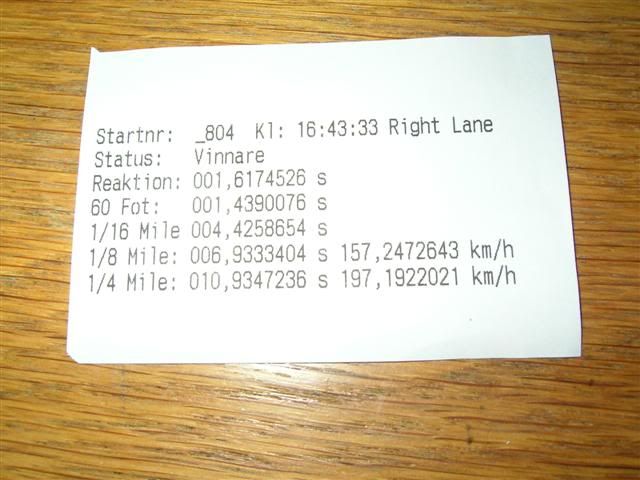 Startnr: _804 Kl: 16:43:33 Right Lane
Status: Vinnare
Reaktion: 001,6174526 s
60 Fot: 001,4390076 s
1/16 Mile 004,4258654 s
1/8 Mile: 006,9333404 s 157,2472643 km/h
1/4 Mile: 010,9347236 s 197,1922021 km/h